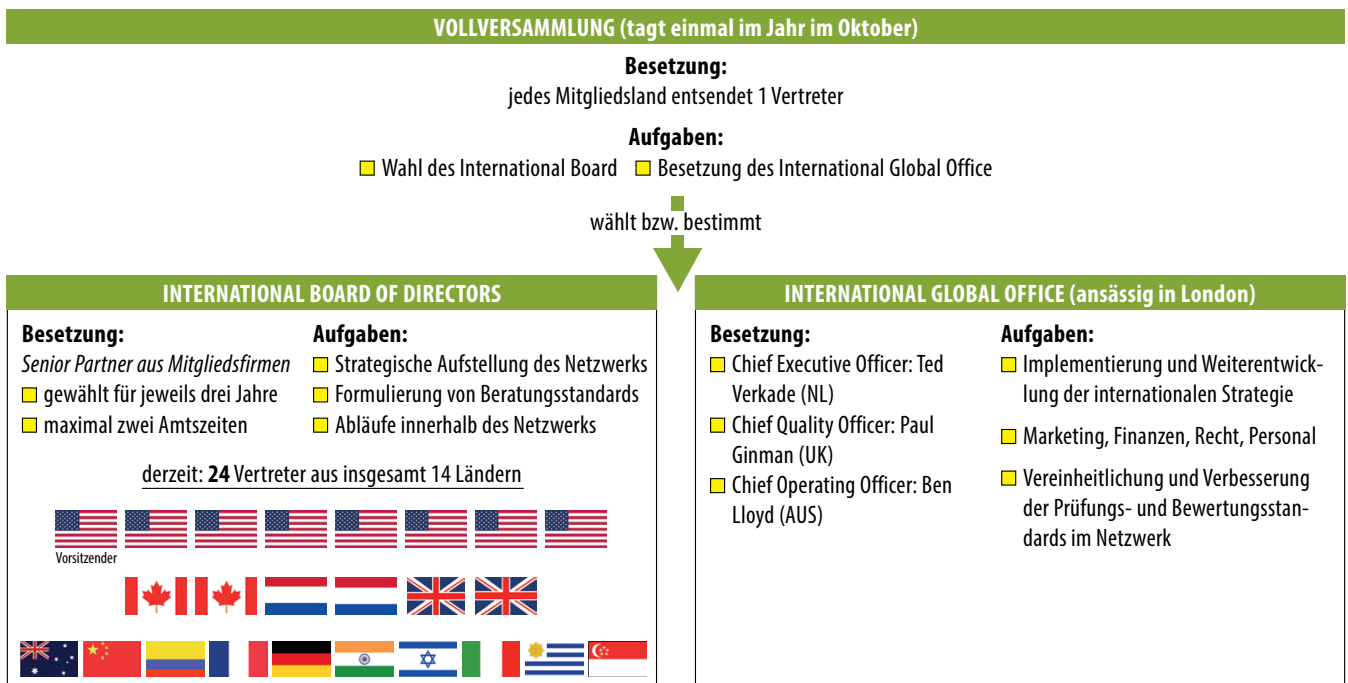 VOLLVERSAMMLUNG (tagt einmal im Jahr im Oktober)
Besetzung:
jedes Mitgliedsland entsendet 1 Vertreter
Aufgaben:
Wahl des International Board
Besetzung des International Global Office
wählt bzw. bestimmt
INTERNATIONAL BOARD OF DIRECTORS
Besetzung:
Senior Partner aus Mitgliedsfirmen
gewählt für jeweils drei Jahre
maximal zwei Amtszeiten
Aufgaben:
Strategische Aufstellung des Netzwerks
Formulierung von Beratungsstandards
Abläufe innerhalb des Netzwerks
derzeit: 24 Vertreter aus insgesamt 14 Ländern
Vorsitzender
INTERNATIONAL GLOBAL OFFICE (ansässig in London)
Besetzung:
Chief Executive Officer: Ted
Verkade (NL)
Chief Quality Officer: Paul
Ginman (UK)
Chief Operating Officer: Ben
Lloyd (AUS)
Aufgaben:
Implementierung und Weiterentwick-
lung der internationalen Strategie
Marketing, Finanzen, Recht, Personal
Vereinheitlichung und Verbesserung
der Prüfungs- und Bewertungsstan-
dards im Netzwerk